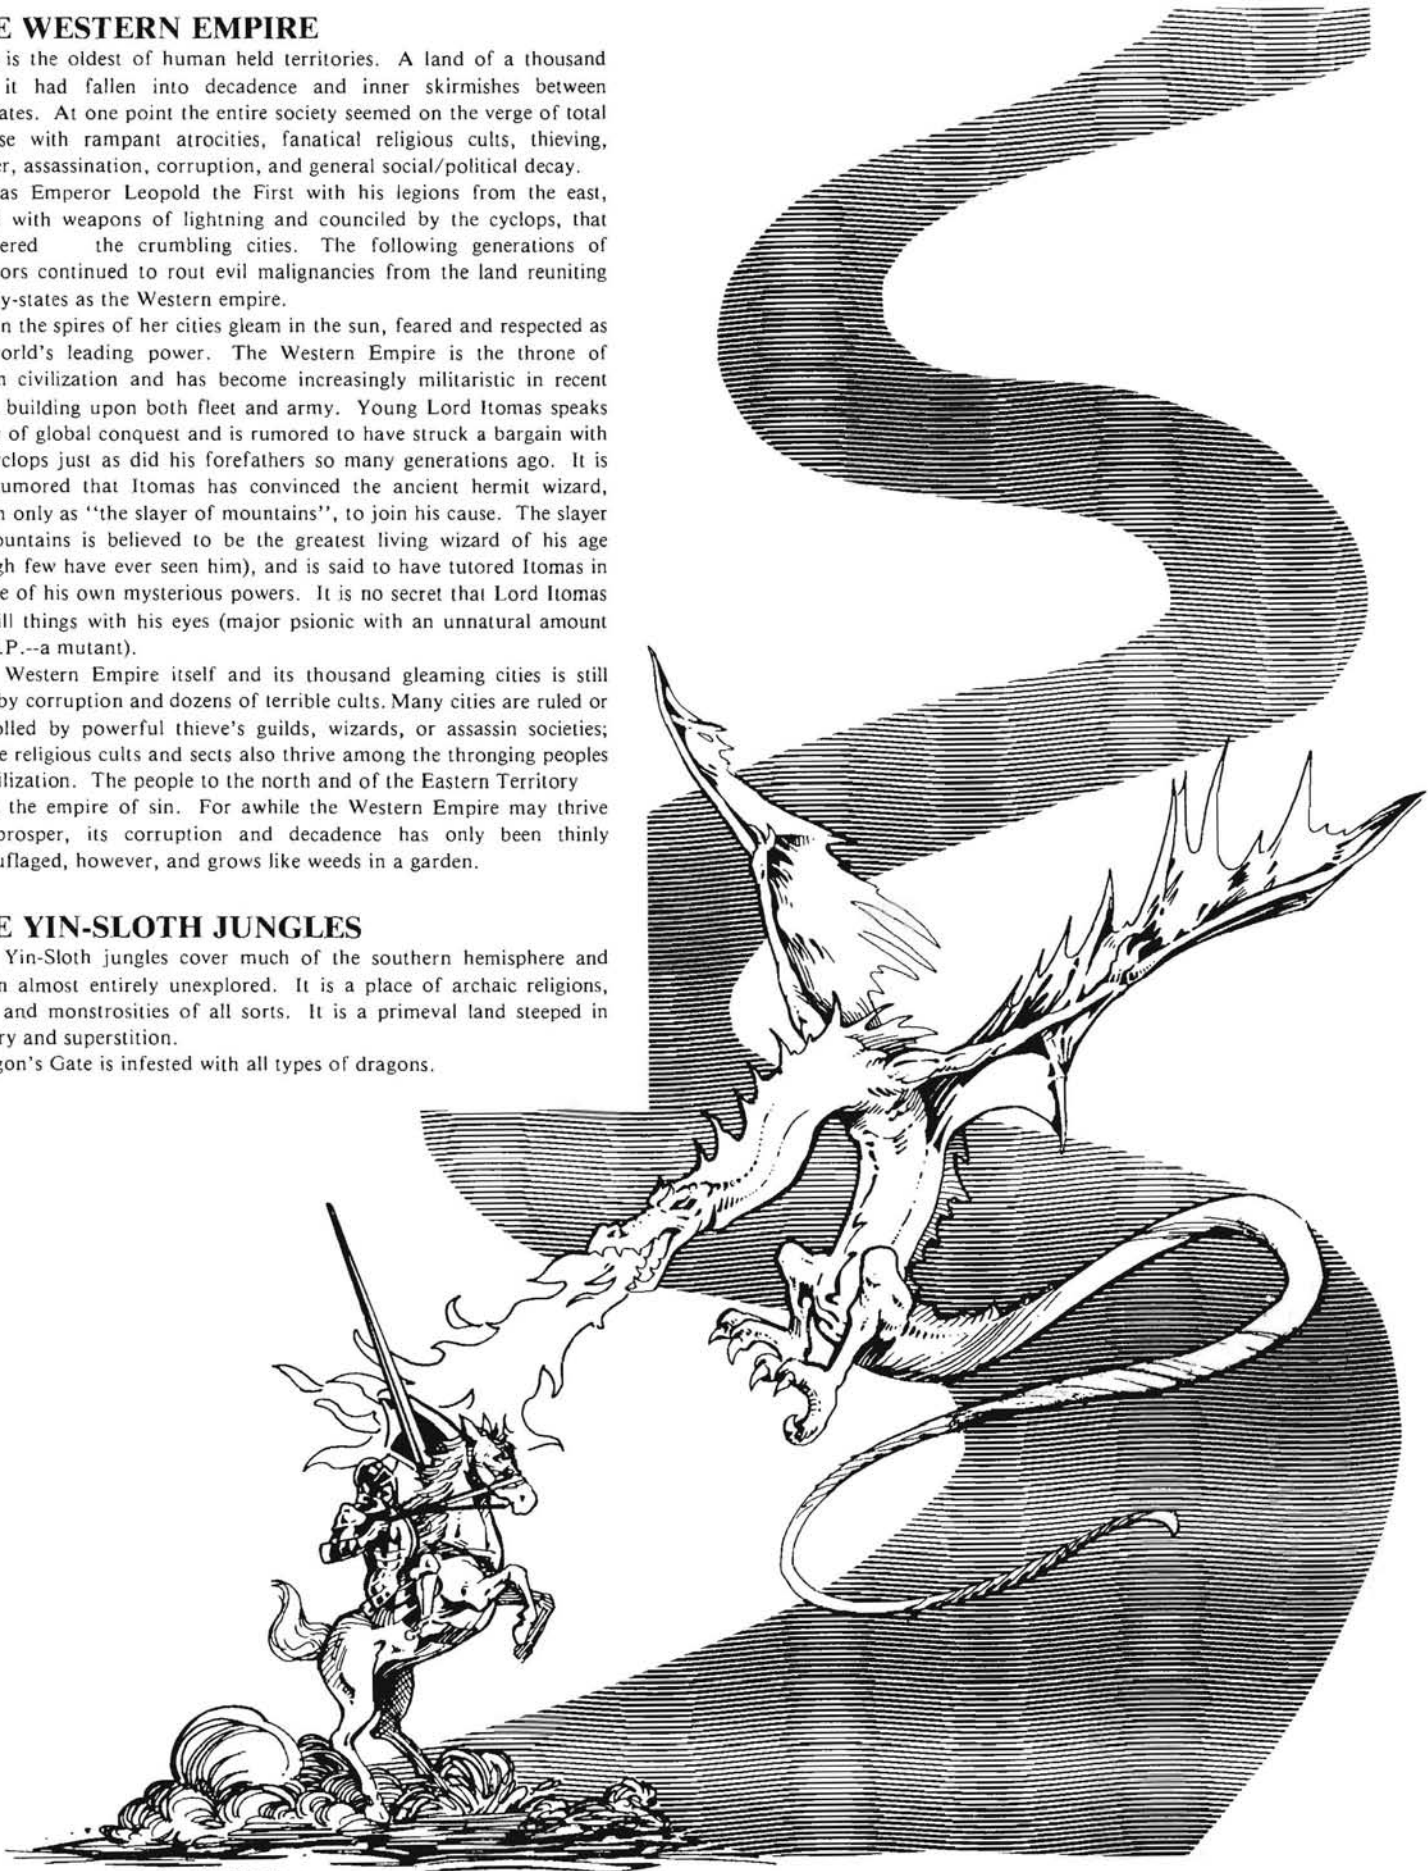 E WESTERN EMPIRE
is the oldest of human held territories. A land of a thousand
it had fallen into decadence and inner skirmishes between
ates. At one point the entire society seemed on the verge of total
se with rampant atrocities, fanatical religious cults, thieving,
r, assassination, corruption, and general social/political decay.
as Emperor Leopold the First with his legions from the east,
with weapons of lightning and counciled by the cyclops, that
ered the crumbling cities. The following generations of
ors continued to rout evil malignancies from the land reuniting
y-states as the Western empire.
n the spires of her cities gleam in the sun, feared and respected as
orld's leading power. The Western Empire is the throne of
n civilization and has become increasingly militaristic in recent
building upon both fleet and army. Young Lord Itomas speaks
of global conquest and is rumored to have struck a bargain with
clops just as did his forefathers so many generations ago. It is
umored that Itomas has convinced the ancient hermit wizard,
n only as "the slayer of mountains", to join his cause. The slayer
ountains is believed to be the greatest living wizard of his age
gh few have ever seen him), and is said to have tutored Itomas in
e of his own mysterious powers. It is no secret that Lord Itomas
ill things with his eyes (major psionic with an unnatural amount
.P.--a mutant).
Western Empire itself and its thousand gleaming cities is still
by corruption and dozens of terrible cults. Many cities are ruled or
olled by powerful thieve's guilds, wizards, or assassin societies;
e religious cults and sects also thrive among the thronging peoples
ilization. The people to the north and of the Eastern Territory
the empire of sin. For awhile the Western Empire may thrive
prosper, its corruption and decadence has only been thinly
uflaged, however, and grows like weeds in a garden.
E YIN-SLOTH JUNGLES
Yin-Sloth jungles cover much of the southern hemisphere and
n almost entirely unexplored. It is a place of archaic religions,
and monstrosities of all sorts. It is a primeval land steeped in
ry and superstition.
gon's Gate is infested with all types of dragons.